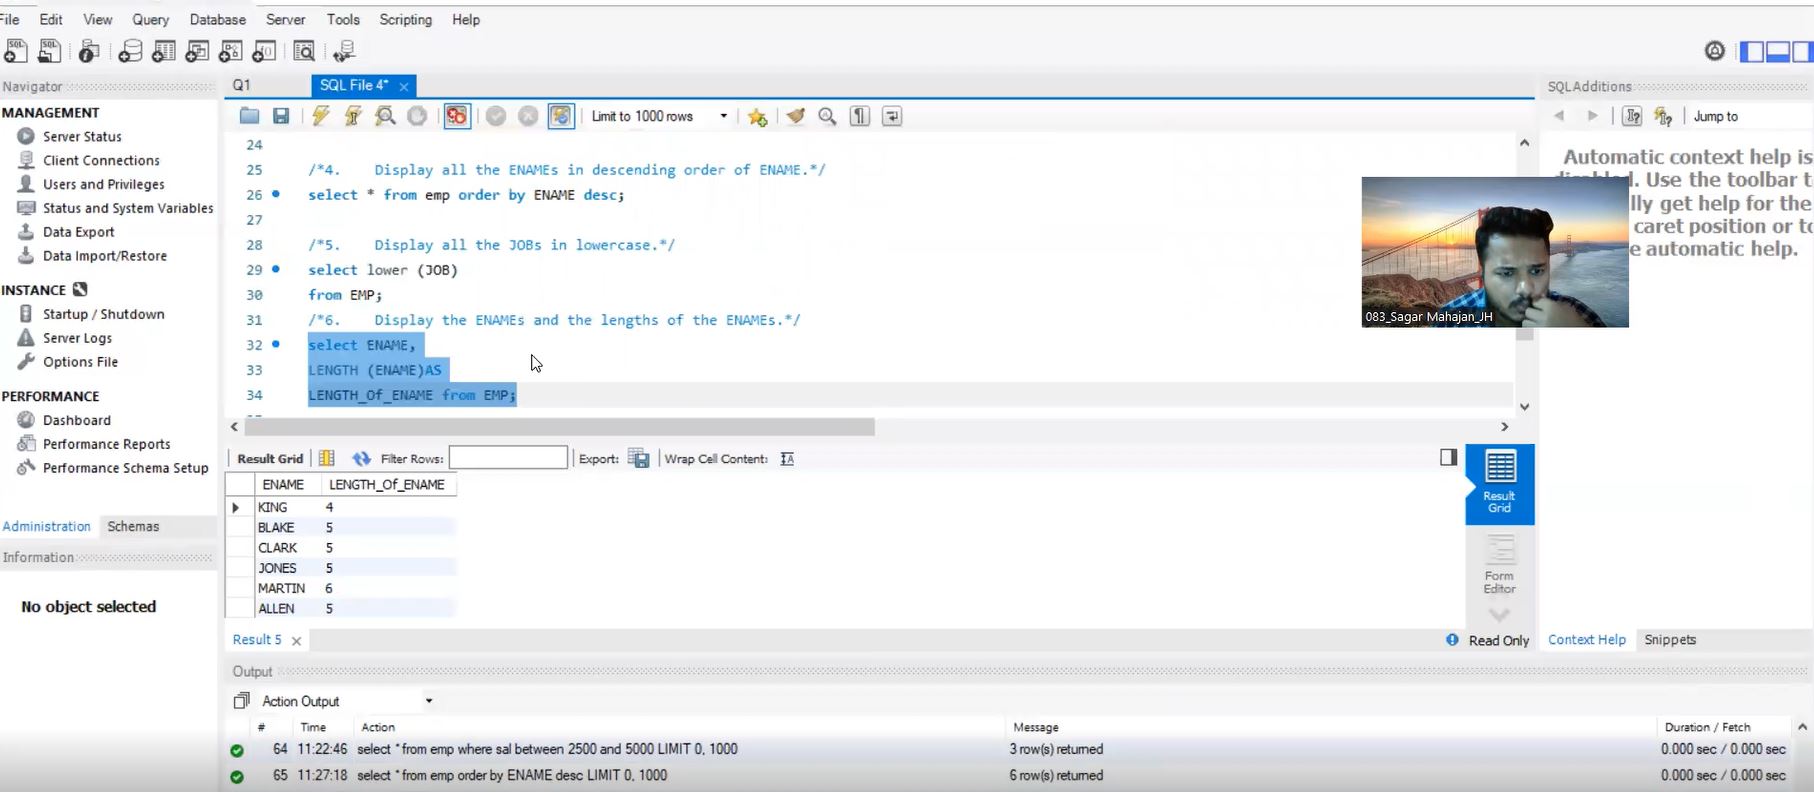 File Edit View Query Database Server Tools Scripting Help
Navigator
MANAGEMENT
Server Status
Client Connections
Users and Privileges
Status and System Variables
Data Export
Data Import/Restore
INSTANCE
Startup / Shutdown
Server Logs
Options File
PERFORMANCE
Dashboard
Performance Reports
Performance Schema Setup
Administration Schemas
Information
No object selected
Q1 SQL File 4*
Limit to 1000 rows
24
25 /*4. Display all the ENAMEs in descending order of ENAME.*/
26 select * from emp order by ENAME desc;
27
28 /*5. Display all the JOBs in lowercase.*/
29 select lower (JOB)
30 from EMP;
31 /*6. Display the ENAMEs and the lengths of the ENAMEs.*/
32 select ENAME,
33 LENGTH (ENAME)AS
34 LENGTH_Of_ENAME from EMP;
Result Grid Filter Rows: Export: Wrap Cell Content:
ENAME LENGTH_Of_ENAME
KING 4
BLAKE 5
CLARK 5
JONES 5
MARTIN 6
ALLEN 5
Result Grid
Form Editor
Result 5
Read Only
SQLAdditions
Jump to
Automatic context help is
. Use the toolbar t
lly get help for the
caret position or to
e automatic help.
083_Sagar Mahajan_JH
Context Help Snippets
Output
Action Output
# Time Action Message Duration / Fetch
64 11:22:46 select * from emp where sal between 2500 and 5000 LIMIT 0, 1000 3 row(s) returned 0.000 sec / 0.000 sec
65 11:27:18 select * from emp order by ENAME desc LIMIT 0, 1000 6 row(s) returned 0.000 sec / 0.000 sec